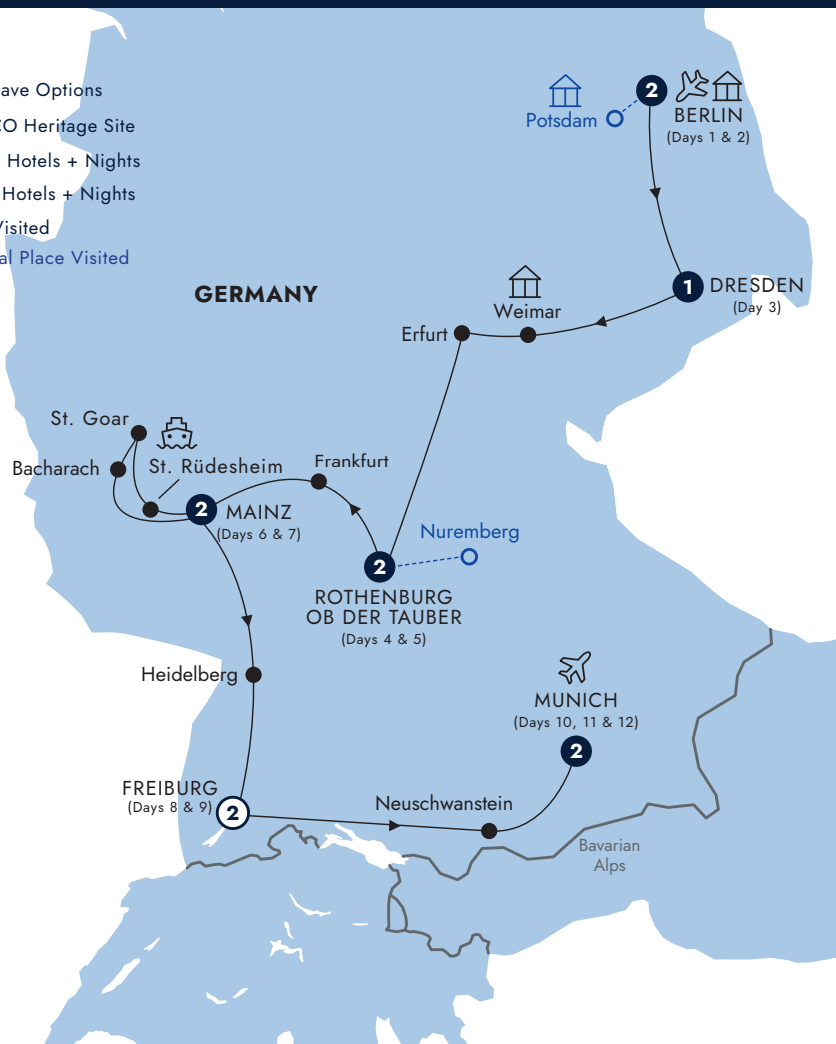 ave Options
CO Heritage Site
Hotels + Nights
Hotels + Nights
Visited
al Place Visited
2
Potsdam
BERLIN
(Days 1 & 2)
GERMANY
1
DRESDEN
(Day 3)
Weimar
Erfurt
St. Goar
Bacharach
St. Rüdesheim
Frankfurt
2
MAINZ
(Days 6 & 7)
Nuremberg
2
ROTHENBURG
OB DER TAUBER
(Days 4 & 5)
Heidelberg
MUNICH
(Days 10, 11 & 12)
2
FREIBURG
(Days 8 & 9)
2
Neuschwanstein
Bavarian
Alps